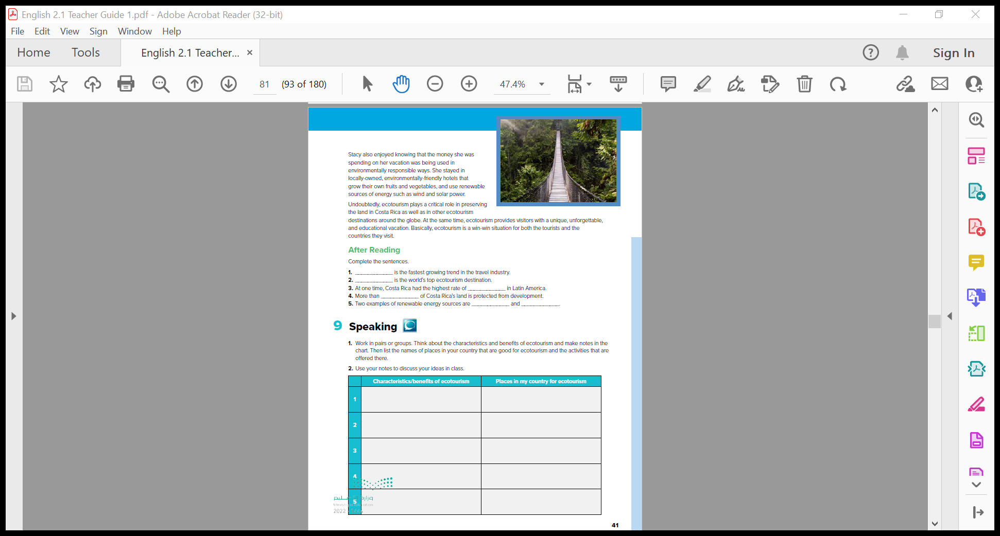 English 2.1 Teacher Guide 1.pdf - Adobe Acrobat Reader (32-bit)
File Edit View Sign Window Help
Home Tools English 2.1 Teacher... × Sign In
81 (93 of 180) 47.4%
Stacy also enjoyed knowing that the money she was
spending on her vacation was being used in
environmentally responsible ways. She stayed in
locally-owned, environmentally-friendly hotels that
grow their own fruits and vegetables, and use renewable
sources of energy such as wind and solar power.
Undoubtedly, ecotourism plays a critical role in preserving
the land in Costa Rica as well as in other ecotourism
destinations around the globe. At the same time, ecotourism provides visitors with a unique, unforgettable,
and educational vacation. Basically, ecotourism is a win-win situation for both the tourists and the
countries they visit.
After Reading
Complete the sentences.
1. ____________ is the fastest growing trend in the travel industry.
2. ____________ is the world's top ecotourism destination.
3. At one time, Costa Rica had the highest rate of ____________ in Latin America.
4. More than ____________ of Costa Rica's land is protected from development.
5. Two examples of renewable energy sources are ____________ and ____________.
9 Speaking
1. Work in pairs or groups. Think about the characteristics and benefits of ecotourism and make notes in the
chart. Then list the names of places in your country that are good for ecotourism and the activities that are
offered there.
2. Use your notes to discuss your ideas in class.
Characteristics/benefits of ecotourism Places in my country for ecotourism
1
2
3
4
5
وزارة التعليم
Ministry of Education
2022
41